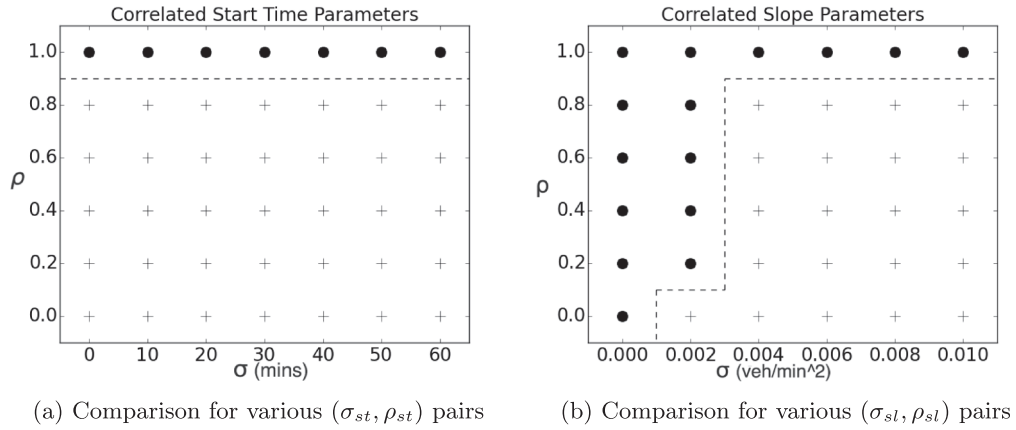 Correlated Start Time Parameters
1.0
0.8
0.6
ρ
0.4
0.2
0.0
0 10 20 30 40 50 60
σ (mins)
(a) Comparison for various (σst, ρst) pairs
Correlated Slope Parameters
1.0
0.8
0.6
ρ
0.4
0.2
0.0
0.000 0.002 0.004 0.006 0.008 0.010
σ (veh/min^2)
(b) Comparison for various (σsl, ρsl) pairs